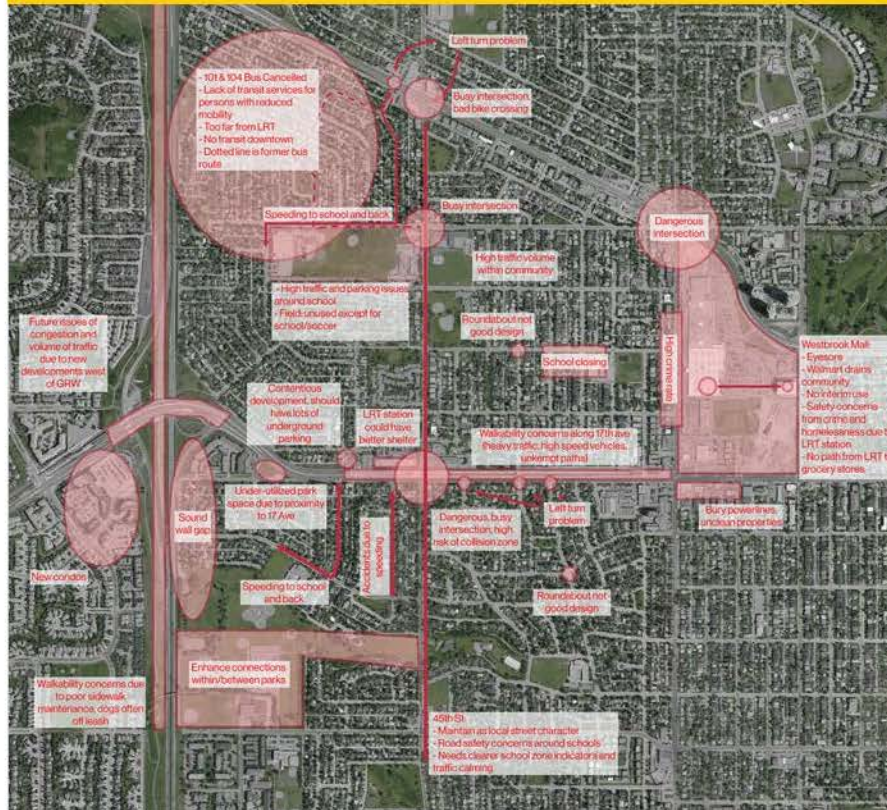 Left turn problem
- 101 & 104 Bus Cancelled
- Lack of transit services for
persons with reduced
mobility
- Too far from LRT
- No transit downtown
- Dotted line is former bus
route
Busy intersection,
bad bike crossing
Speeding to school and back
Busy intersection
Dangerous
intersection
High traffic volume
within community
- High traffic and parking issues
around school
- Field: unused except for
school/soccer
Future issues of
congestion and
volume of traffic
due to new
developments west
of GRW
Roundabout not
good design
School closing
High crime rate
Westbrook Mall
- Eyesore
- Walmart drains
community
- No interim use
- Safety concerns
from crime and
homelessness due t
LRT station
- No path from LRT t
grocery stores
Contentious
development, should
have lots of
underground
parking
LRT station
could have
better shelter
Walkability concerns along 17th ave
(heavy traffic, high speed vehicles,
unkempt paths)
Under-utilized park
space due to proximity
to 17 Ave
Sound
wall gap
Dangerous, busy
intersection, high
risk of collision zone
Left turn
problem
Bury powerlines,
unclean properties
Accidents due to
speeding
New condon
Speeding to school
and back
Roundabout not
good design
Enhance connections
within/between parks
Walkability concerns due
to poor sidewalk
maintenance, dogs often
off leash
45th St
- Maintain as local street character
- Road safety concerns around schools
- Needs clearer school zone indicators and
traffic calming